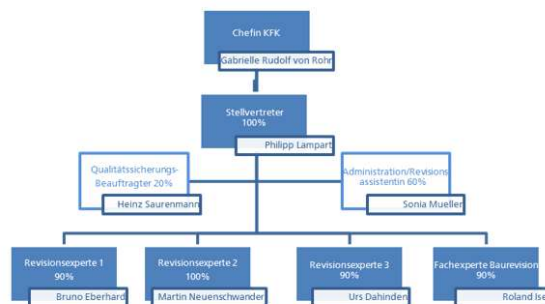 Chefin KFK
Gabrielle Rudolf von Rohr
Stellvertreter
100%
Philipp Lampart
Qualitätssicherungs-
Beauftragter 20%
Heinz Saurenmann
Administration/Revisions
assistentin 60%
Sonia Mueller
Revisionsexperte 1
90%
Bruno Eberhard
Revisionsexperte 2
100%
Martin Neuenschwander
Revisionsexperte 3
90%
Urs Dahinden
Fachexperte Baurevision
90%
Roland Iseli